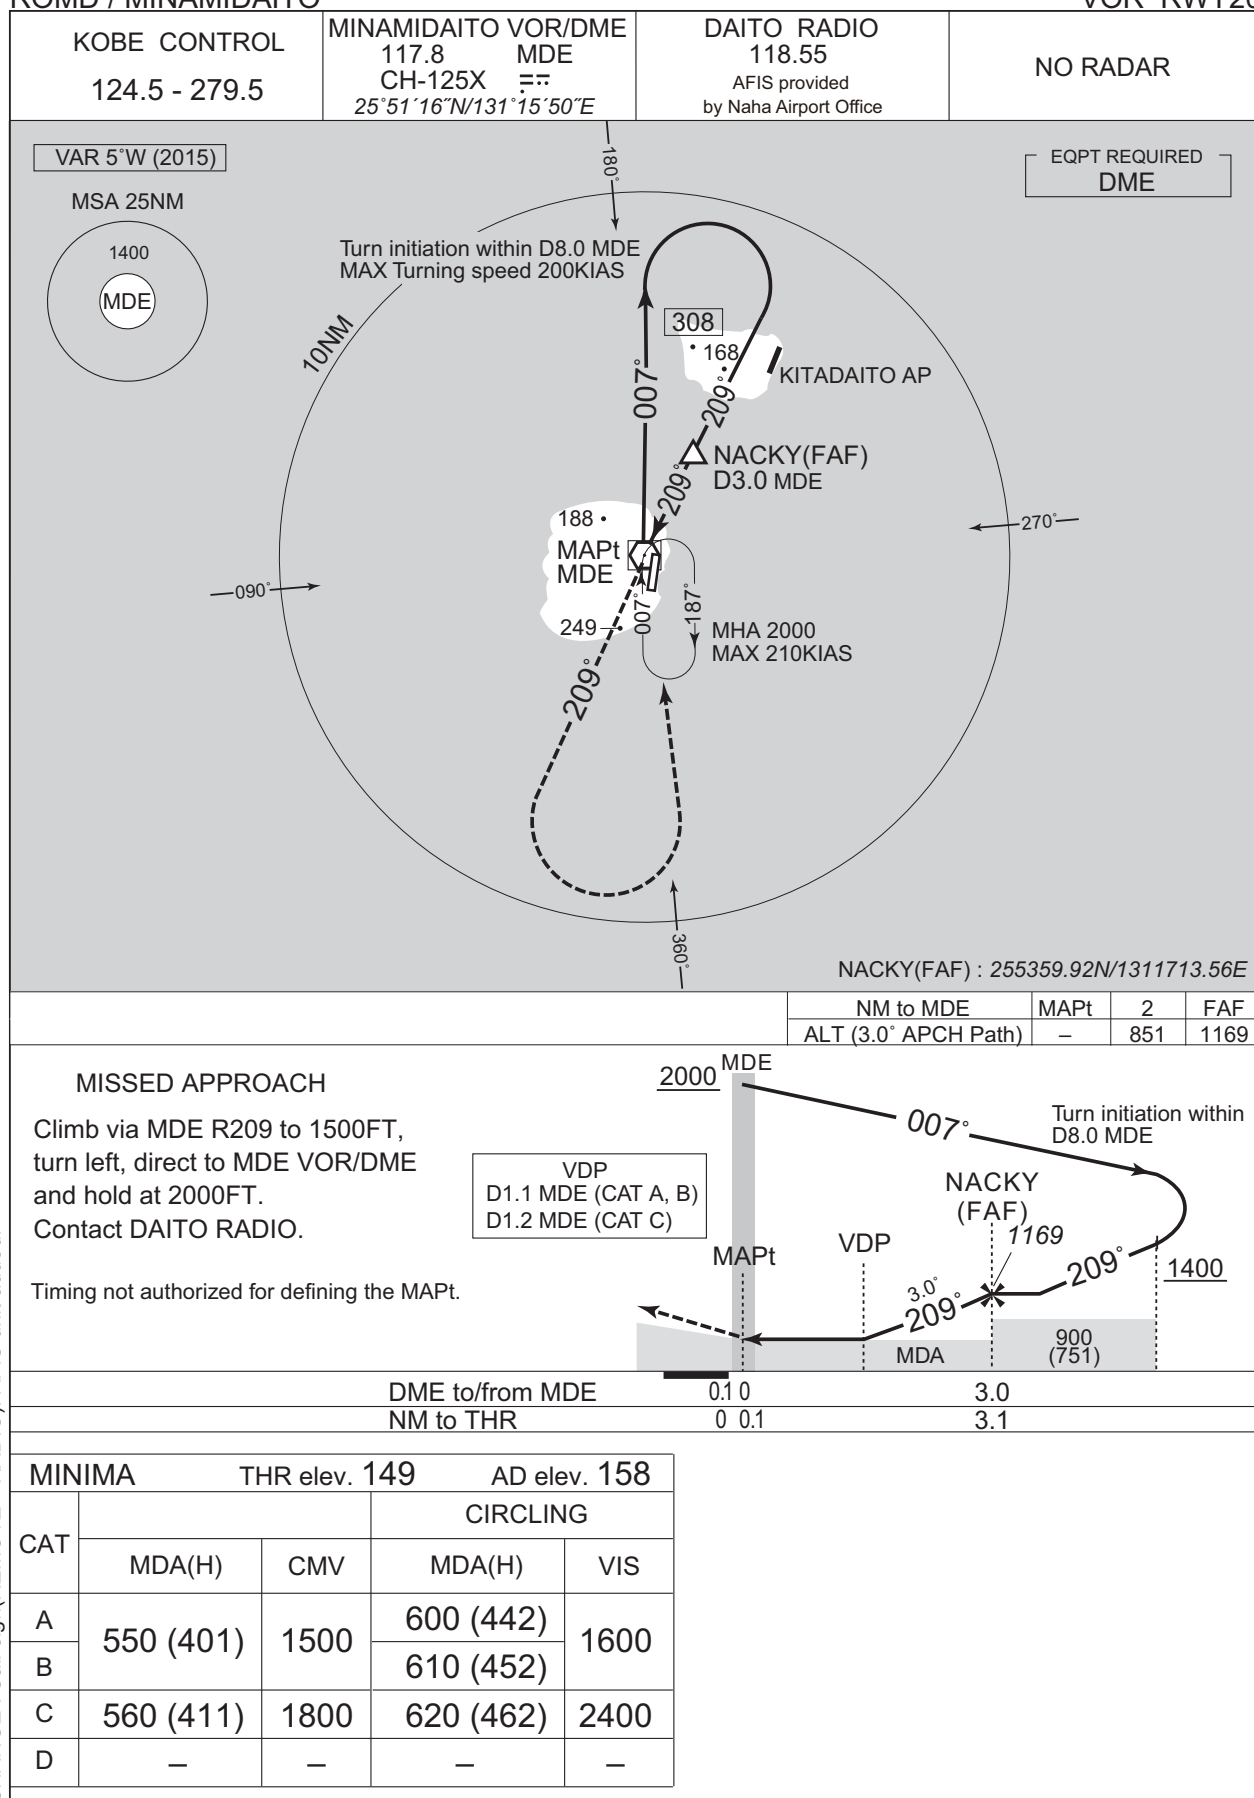 ROMD / MINAMIDAITO
KOBE CONTROL
124.5 - 279.5
MINAMIDAITO VOR/DME
117.8 MDE
CH-125X
25˚51´16˝N/131˚15´50˝E
DAITO RADIO
118.55
AFIS provided
by Naha Airport Office
NO RADAR
VAR 5˚W (2015)
MSA 25NM
1400
MDE
EQPT REQUIRED
DME
180˚
Turn initiation within D8.0 MDE
MAX Turning speed 200KIAS
10NM
308
168
KITADAITO AP
007˚
209˚
NACKY(FAF)
D3.0 MDE
209˚
188
MAPt
MDE
270˚
090˚
249
007˚
187˚
MHA 2000
MAX 210KIAS
209˚
360˚
NACKY(FAF) : 255359.92N/1311713.56E
NM to MDE MAPt 2 FAF
ALT (3.0˚ APCH Path) – 851 1169
MISSED APPROACH
Climb via MDE R209 to 1500FT,
turn left, direct to MDE VOR/DME
and hold at 2000FT.
Contact DAITO RADIO.
Timing not authorized for defining the MAPt.
VDP
D1.1 MDE (CAT A, B)
D1.2 MDE (CAT C)
MDE
2000
007˚
Turn initiation within
D8.0 MDE
NACKY
(FAF)
1169
MAPt
VDP
3.0˚
209˚
209˚
1400
MDA
900
(751)
DME to/from MDE 0.1 0 3.0
NM to THR 0 0.1 3.1
MINIMA THR elev. 149 AD elev. 158
CAT
CIRCLING
MDA(H) CMV MDA(H) VIS
A 550 (401) 1500 600 (442) 1600
B 610 (452)
C 560 (411) 1800 620 (462) 2400
D – – – –